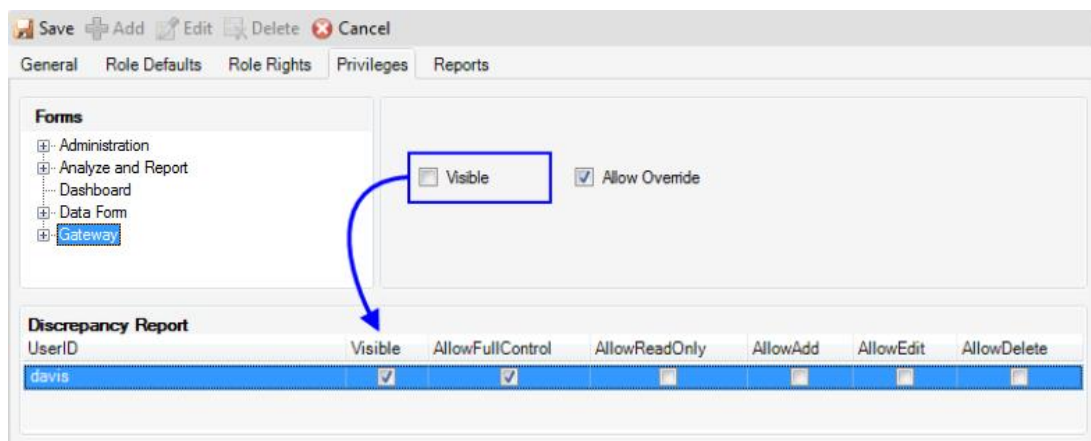 Save Add Edit Delete Cancel
General Role Defaults Role Rights Privileges Reports
Forms
Administration
Analyze and Report
Dashboard
Data Form
Gateway
Visible Allow Override
Discrepancy Report
UserID Visible AllowFullControl AllowReadOnly AllowAdd AllowEdit AllowDelete
davis